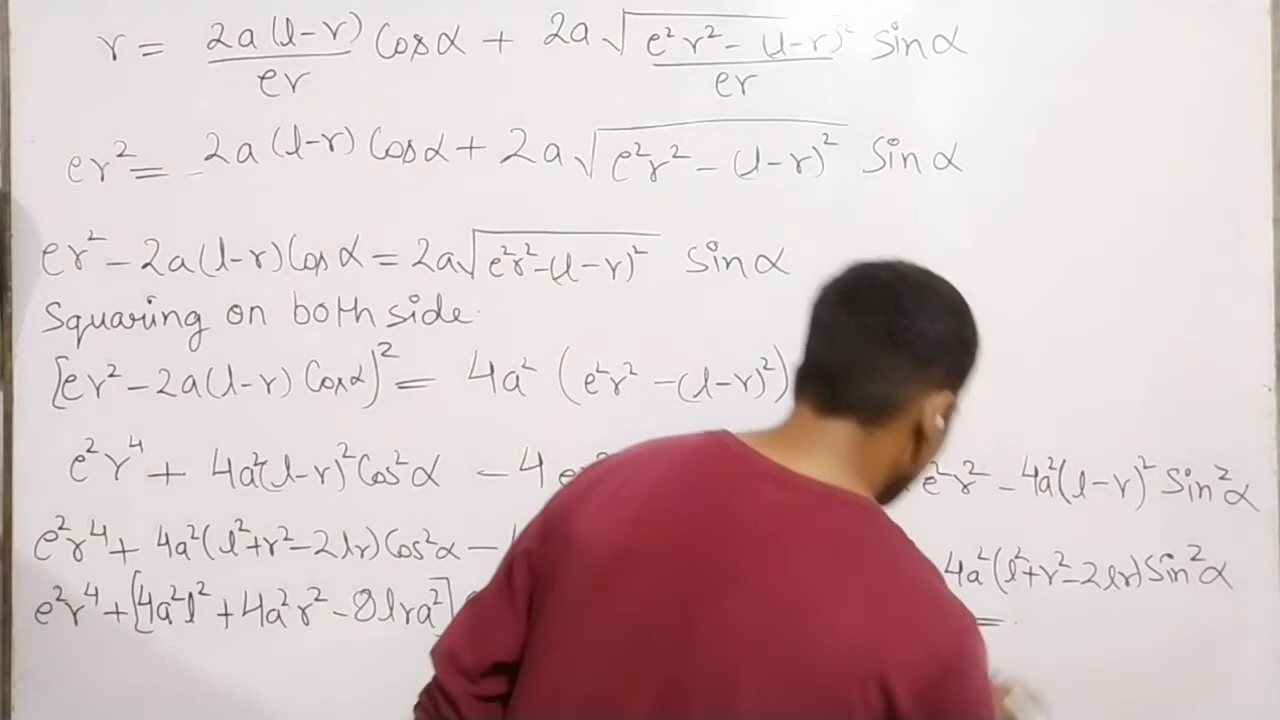 r = 2a(l-r)/er Cosα + 2a √e²r² - (l-r)²/er Sinα
er² = 2a(l-r) Cosα + 2a √e²r² - (l-r)² Sinα
er² - 2a(l-r) Cosα = 2a√e²r² - (l-r)² Sinα
Squaring on both side.
[er² - 2a(l-r) Cosα]² = 4a² (e²r² - (l-r)²)
e²r⁴ + 4a²(l-r)² Cos²α - 4 e²r² - 4a²(l-r)² Sin²α
e²r⁴ + 4a²(l²+r²-2lr) Cos²α - 4a²(l²+r²-2lr) Sin²α
e²r⁴ + [4a²l² + 4a²r² - 8lra²] =